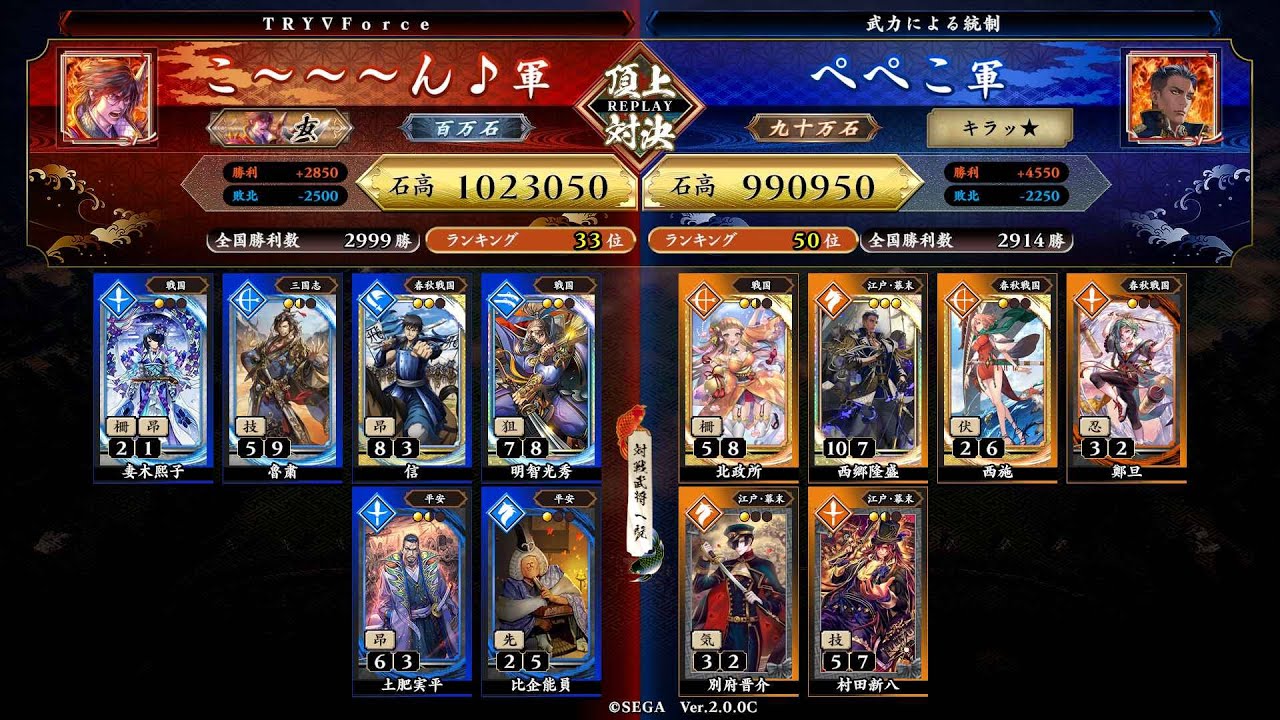 TRY∇Force
武力による統制
こ～～～ん♪軍
頂上
REPLAY
対決
ぺぺこ軍
百万石
九十万石
キラッ★
勝利 +2850
敗北 -2500
石高 1023050
石高 990950
勝利 +4550
敗北 -2250
全国勝利数 2999勝
ランキング 33位
ランキング 50位
全国勝利数 2914勝
戦国
柵 昂
2 1
妻木煕子
三国志
技
5 9
魯肅
春秋戦国
昂
8 3
信
戦国
狙
7 8
明智光秀
戦国
柵
5 8
北政所
江戸・幕末
10 7
西郷隆盛
春秋戦国
伏
2 6
西施
春秋戦国
忍
3 2
鄭旦
対戦武将一覧
平安
昂
6 3
土肥実平
平安
先
2 5
比企能員
江戸・幕末
気
3 2
別府晋介
江戸・幕末
技
5 7
村田新八
©SEGA Ver.2.0.0C